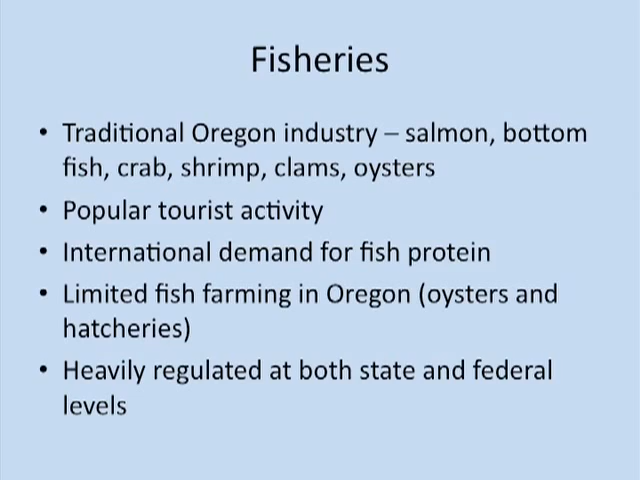 Fisheries
• Traditional Oregon industry – salmon, bottom
fish, crab, shrimp, clams, oysters
• Popular tourist activity
• International demand for fish protein
• Limited fish farming in Oregon (oysters and
hatcheries)
• Heavily regulated at both state and federal
levels